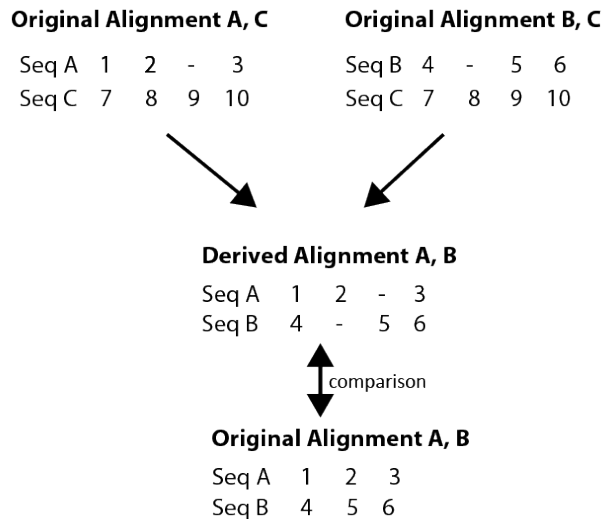 Original Alignment A, C
Seq A 1 2 - 3
Seq C 7 8 9 10
Original Alignment B, C
Seq B 4 - 5 6
Seq C 7 8 9 10
Derived Alignment A, B
Seq A 1 2 - 3
Seq B 4 - 5 6
comparison
Original Alignment A, B
Seq A 1 2 3
Seq B 4 5 6